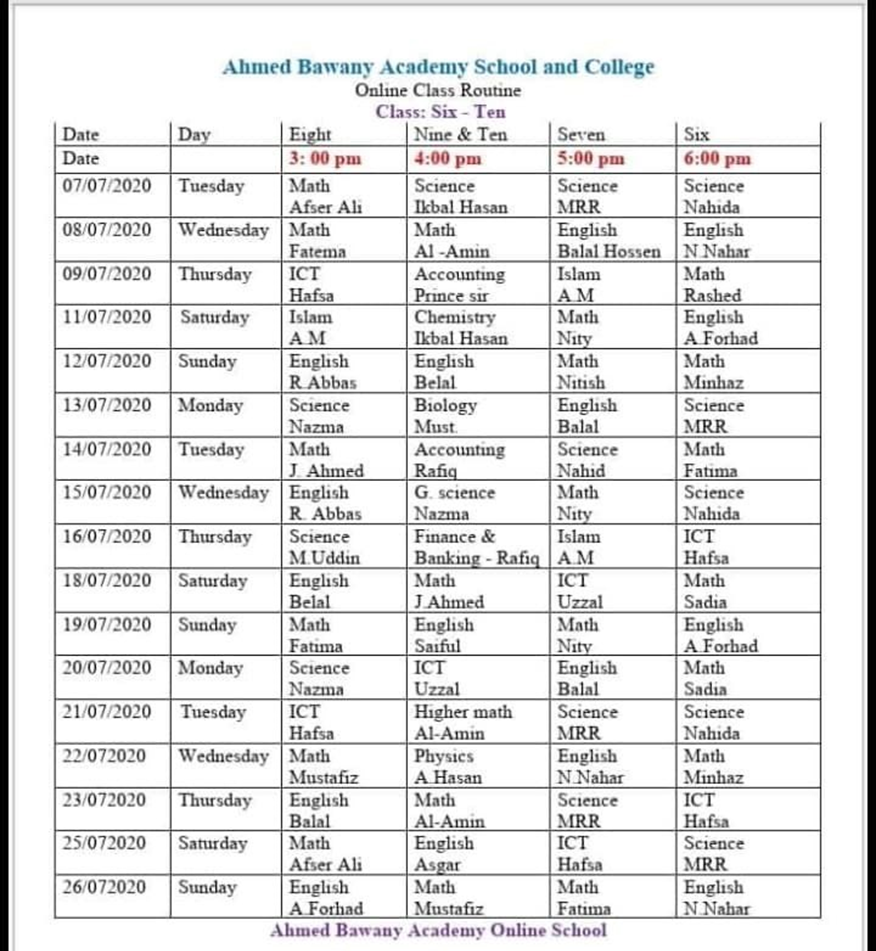 Ahmed Bawany Academy School and College
Online Class Routine
Class: Six - Ten
Date Day Eight Nine & Ten Seven Six
Date 3: 00 pm 4:00 pm 5:00 pm 6:00 pm
07/07/2020 Tuesday Math Science Science Science
Afser Ali Ikbal Hasan MRR Nahida
08/07/2020 Wednesday Math Math English English
Fatema Al -Amin Balal Hossen N.Nahar
09/07/2020 Thursday ICT Accounting Islam Math
Hafsa Prince sir A.M Rashed
11/07/2020 Saturday Islam Chemistry Math English
A.M Ikbal Hasan Nity A.Forhad
12/07/2020 Sunday English English Math Math
R.Abbas Belal Nitish Minhaz
13/07/2020 Monday Science Biology English Science
Nazma Must. Balal MRR
14/07/2020 Tuesday Math Accounting Science Math
J. Ahmed Rafiq Nahid Fatima
15/07/2020 Wednesday English G. science Math Science
R. Abbas Nazma Nity Nahida
16/07/2020 Thursday Science Finance & Islam ICT
M.Uddin Banking - Rafiq A.M Hafsa
18/07/2020 Saturday English Math ICT Math
Belal J.Ahmed Uzzal Sadia
19/07/2020 Sunday Math English Math English
Fatima Saiful Nity A.Forhad
20/07/2020 Monday Science ICT English Math
Nazma Uzzal Balal Sadia
21/07/2020 Tuesday ICT Higher math Science Science
Hafsa Al-Amin MRR Nahida
22/072020 Wednesday Math Physics English Math
Mustafiz A.Hasan N.Nahar Minhaz
23/072020 Thursday English Math Science ICT
Balal Al-Amin MRR Hafsa
25/072020 Saturday Math English ICT Science
Afser Ali Asgar Hafsa MRR
26/072020 Sunday English Math Math English
A.Forhad Mustafiz Fatima N.Nahar
Ahmed Bawany Academy Online School